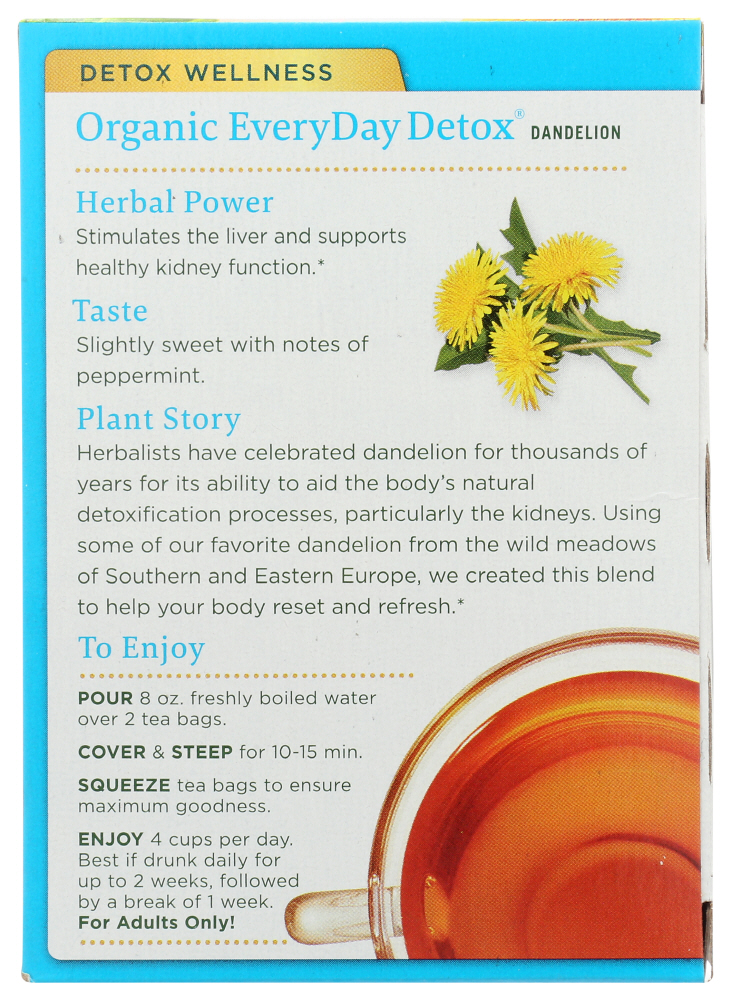 DETOX WELLNESS
Organic EveryDay Detox® DANDELION
Herbal Power
Stimulates the liver and supports
healthy kidney function.*
Taste
Slightly sweet with notes of
peppermint.
Plant Story
Herbalists have celebrated dandelion for thousands of
years for its ability to aid the body's natural
detoxification processes, particularly the kidneys. Using
some of our favorite dandelion from the wild meadows
of Southern and Eastern Europe, we created this blend
to help your body reset and refresh.*
To Enjoy
POUR 8 oz. freshly boiled water
over 2 tea bags.
COVER & STEEP for 10-15 min.
SQUEEZE tea bags to ensure
maximum goodness.
ENJOY 4 cups per day.
Best if drunk daily for
up to 2 weeks, followed
by a break of 1 week.
For Adults Only!